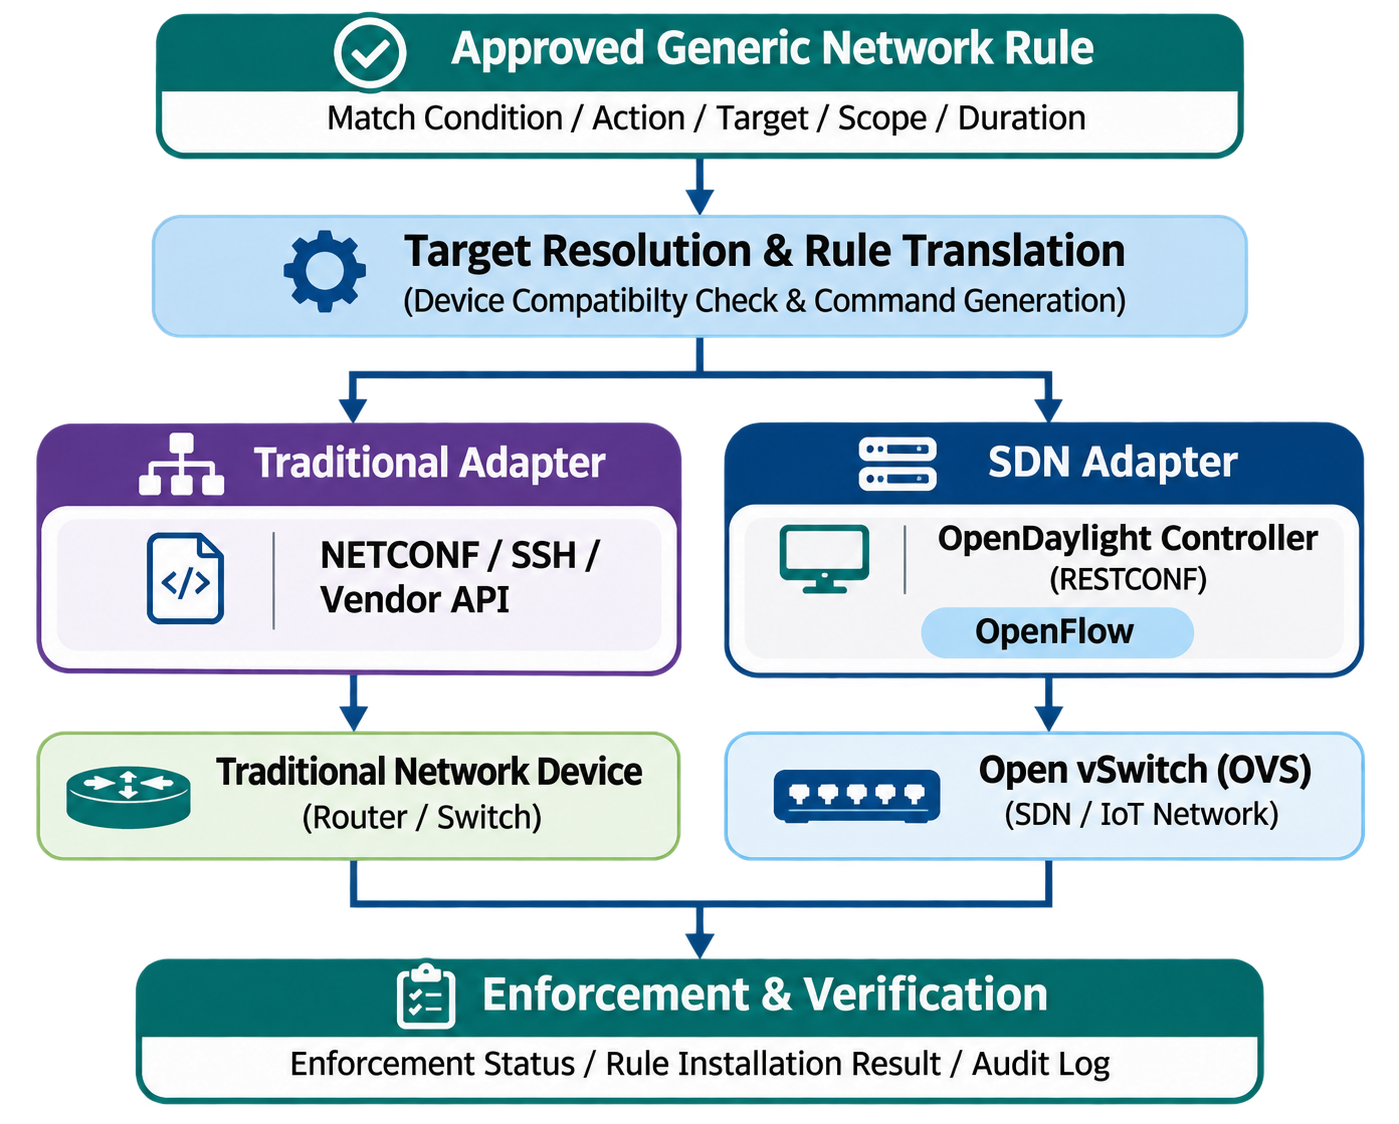 Approved Generic Network Rule
Match Condition / Action / Target / Scope / Duration
Target Resolution & Rule Translation
(Device Compatibilty Check & Command Generation)
Traditional Adapter
</>
NETCONF / SSH /
Vendor API
SDN Adapter
OpenDaylight Controller
(RESTCONF)
OpenFlow
Traditional Network Device
(Router / Switch)
Open vSwitch (OVS)
(SDN / IoT Network)
Enforcement & Verification
Enforcement Status / Rule Installation Result / Audit Log